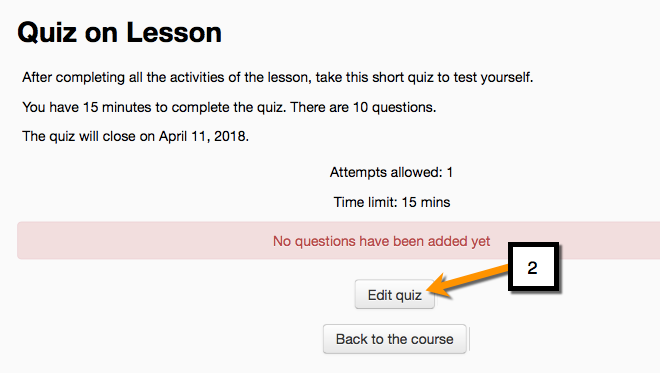 Quiz on Lesson
After completing all the activities of the lesson, take this short quiz to test yourself.
You have 15 minutes to complete the quiz. There are 10 questions.
The quiz will close on April 11, 2018.
Attempts allowed: 1
Time limit: 15 mins
No questions have been added yet
2
Edit quiz
Back to the course